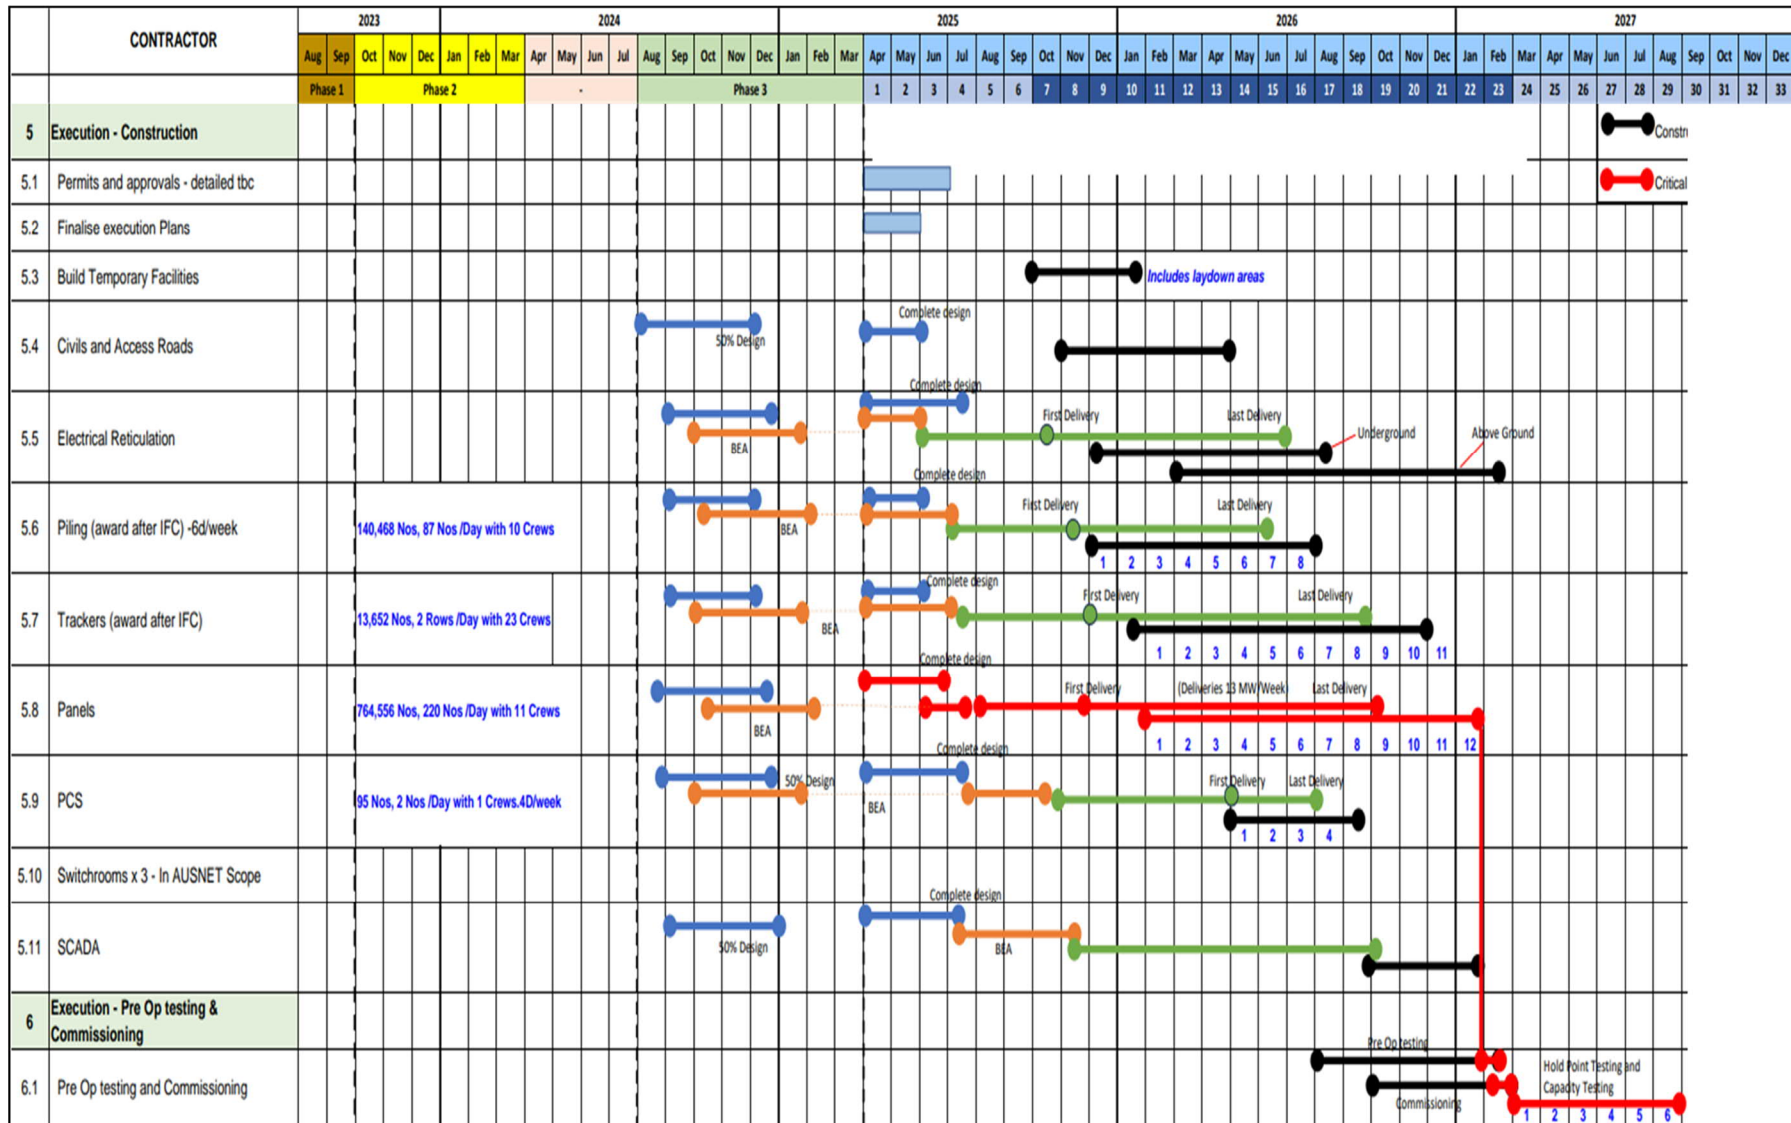 2023 2024 2025 2026 2027
CONTRACTOR
Aug Sep Oct Nov Dec Jan Feb Mar Apr May Jun Jul Aug Sep Oct Nov Dec Jan Feb Mar Apr May Jun Jul Aug Sep Oct Nov Dec Jan Feb Mar Apr May Jun Jul Aug Sep Oct Nov Dec Jan Feb Mar Apr May Jun Jul Aug Sep Oct Nov Dec
Phase 1 Phase 2 - Phase 3 1 2 3 4 5 6 7 8 9 10 11 12 13 14 15 16 17 18 19 20 21 22 23 24 25 26 27 28 29 30 31 32 33
5 Execution - Construction
Constru
5.1 Permits and approvals - detailed tbc
Critical
5.2 Finalise execution Plans
5.3 Build Temporary Facilities
Includes laydown areas
Complete design
50% Design
5.4 Civils and Access Roads
Complete design
First Delivery Last Delivery
Underground Above Ground
5.5 Electrical Reticulation
BEA
Complete design
First Delivery Last Delivery
5.6 Piling (award after IFC) -6d/week
140,468 Nos, 87 Nos /Day with 10 Crews
BEA
1 2 3 4 5 6 7 8
Complete design
First Delivery Last Delivery
5.7 Trackers (award after IFC)
13,652 Nos, 2 Rows /Day with 23 Crews
BEA
1 2 3 4 5 6 7 8 9 10 11
Complete design
First Delivery (Deliveries 13 MW/Week) Last Delivery
5.8 Panels
764,556 Nos, 220 Nos /Day with 11 Crews
BEA
1 2 3 4 5 6 7 8 9 10 11 12
Complete design
50% Design
First Delivery Last Delivery
5.9 PCS
95 Nos, 2 Nos /Day with 1 Crews.4D/week
BEA
1 2 3 4
5.10 Switchrooms x 3 - In AUSNET Scope
Complete design
5.11 SCADA
50% Design
BEA
6 Execution - Pre Op testing &
Commissioning
Pre Op testing
6.1 Pre Op testing and Commissioning
Hold Point Testing and
Capacity Testing
Commissioning
1 2 3 4 5 6